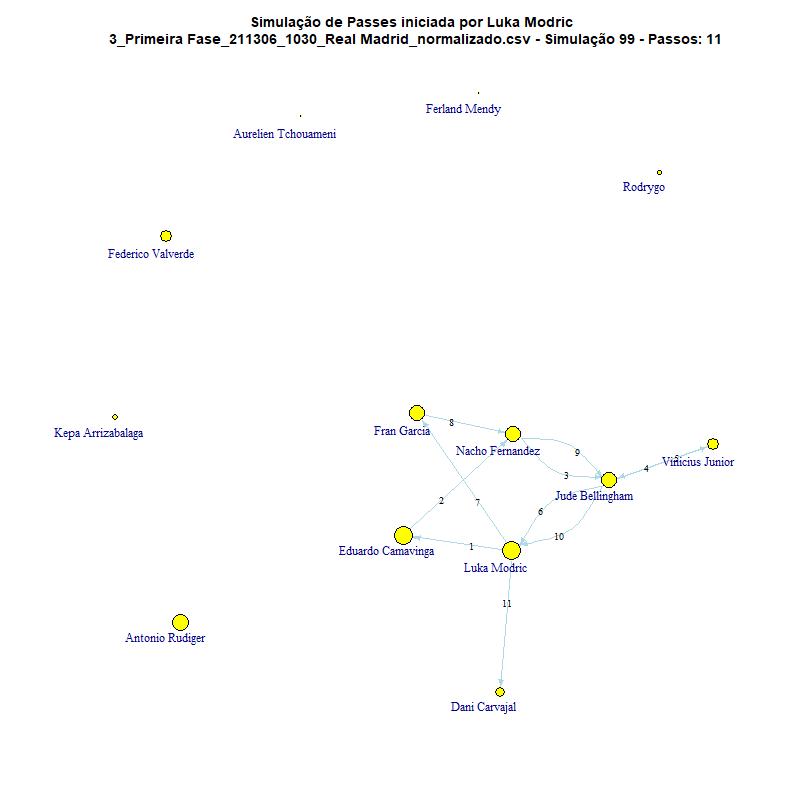 Simulação de Passes iniciada por Luka Modric
3_Primeira Fase_211306_1030_Real Madrid_normalizado.csv - Simulação 99 - Passos: 11
Ferland Mendy
Aurelien Tchouameni
Rodrygo
Federico Valverde
8
Fran Garcia
Kepa Arrizabalaga
Nacho Fernandez
9
5
Vinicius Junior
4
3
Jude Bellingham
2
7
6
10
1
Eduardo Camavinga
Luka Modric
11
Antonio Rudiger
Dani Carvajal